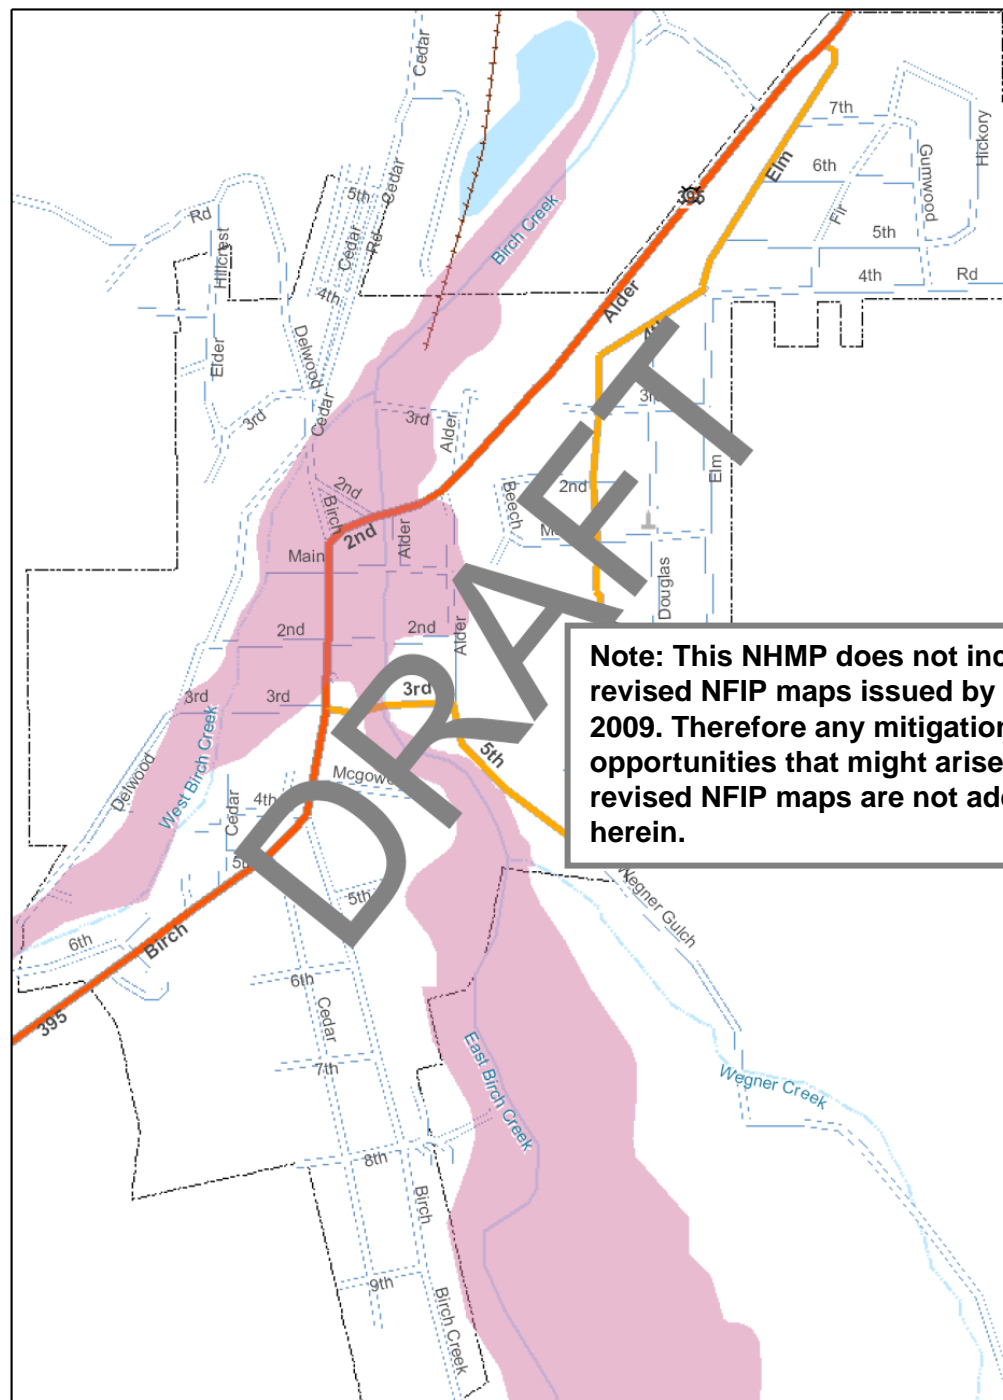 Cedar
7th
Hickory
Gumwood
Elm
6th
Cedar
5th
Fir
Rd
Hillcrest
Birch Creek
5th
Cedar
Rd
4th
Rd
4th
Alder
Elder
Delwood
3rd
3rd
Cedar
3rd
Alder
Elm
2nd
Birch
2nd
Beech
2nd
Main
Alder
Douglas
2nd
2nd
Alder
DRAFT
Note: This NHMP does not
revised NFIP maps issued by
2009. Therefore any mitigation
opportunities that might arise
revised NFIP maps are not
herein.
3rd
3rd
3rd
5th
Delwood
West Birch Creek
Cedar
4th
5th
Wegner Gulch
6th
Birch
6th
Cedar
395
7th
East Birch Creek
Wegner Creek
8th
Birch
9th
Birch Creek